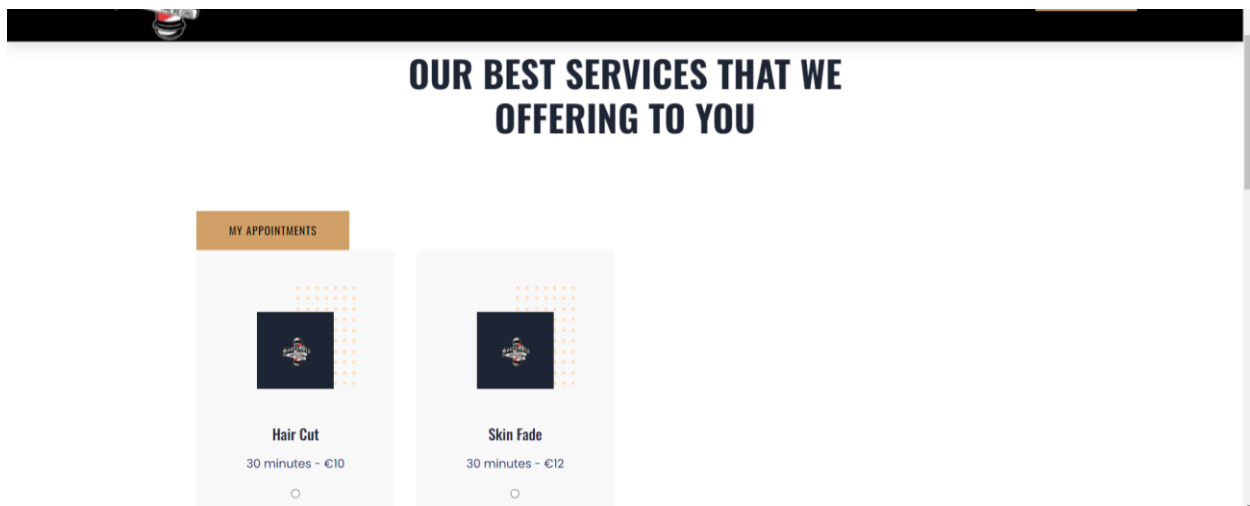 OUR BEST SERVICES THAT WE
OFFERING TO YOU
MY APPOINTMENTS
Hair Cut
30 minutes - €10
Skin Fade
30 minutes - €12